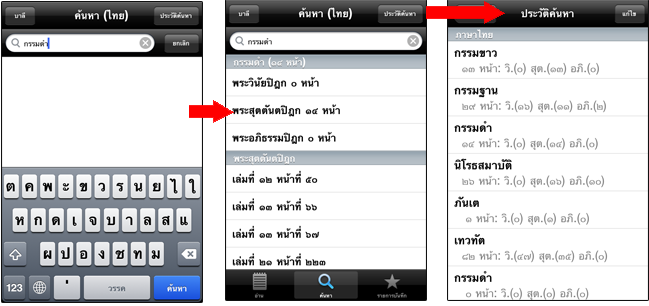 บาลี ค้นหา (ไทย) ประวัติค้นหา
กรรมดำ ยกเลิก
ต ค พ ะ ข ว ร น ย ไ ใ
ห ก ด เ จ บ า ล ส แ
ผ ป อ ง ช ท ม
123 วรรค ค้นหา
บาลี ค้นหา (ไทย) ประวัติค้นหา
กรรมดำ
กรรมดำ (๑๔ หน้า)
พระวินัยปิฎก ๐ หน้า
พระสุตตันตปิฎก ๑๔ หน้า
พระอภิธรรมปิฎก ๐ หน้า
พระสุตตันตปิฎก
เล่มที่ ๑๒ หน้าที่ ๕๐
เล่มที่ ๑๓ หน้าที่ ๖๖
เล่มที่ ๑๓ หน้าที่ ๖๗
เล่มที่ ๒๑ หน้าที่ ๒๒๓
อ่าน ค้นหา รายการบันทึก
ประวัติค้นหา แก้ไข
ภาษาไทย
กรรมขาว
๑๓ หน้า: วิ.(๐) สุต.(๑๓) อภิ.(๐)
กรรมฐาน
๒๙ หน้า: วิ.(๑๖) สุต.(๑๑) อภิ.(๒)
กรรมดำ
๑๔ หน้า: วิ.(๐) สุต.(๑๔) อภิ.(๐)
นิโรธสมาบัติ
๒๖ หน้า: วิ.(๐) สุต.(๑๖) อภิ.(๑๐)
ภันเต
๑ หน้า: วิ.(๐) สุต.(๑) อภิ.(๐)
เทวทัต
๘๒ หน้า: วิ.(๔๗) สุต.(๓๕) อภิ.(๐)
กรรมดำ
๐ หน้า: วิ.(๐) สุต.(๐) อภิ.(๐)